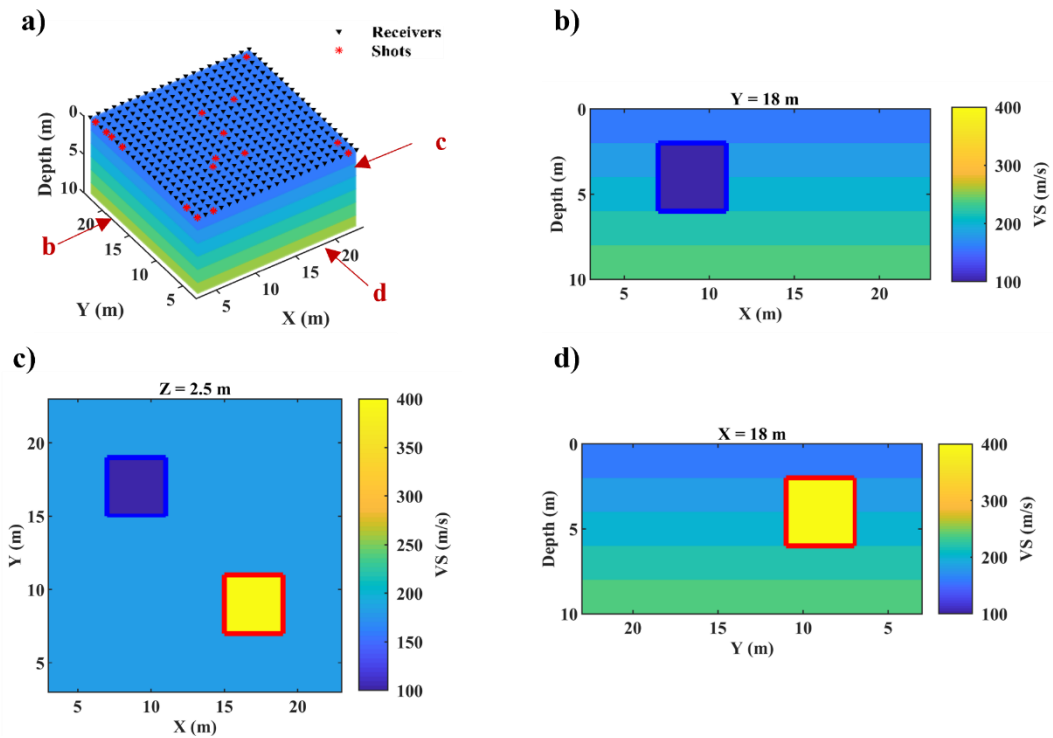 a)
Receivers
Shots
0
5
10
Depth (m)
20
15
10
5
Y (m)
5
10
15
20
X (m)
b
c
d
b)
Y = 18 m
0
5
10
Depth (m)
5
10
15
20
X (m)
400
300
200
100
VS (m/s)
c)
Z = 2.5 m
20
15
10
5
Y (m)
5
10
15
20
X (m)
400
350
300
250
200
150
100
VS (m/s)
d)
X = 18 m
0
5
10
Depth (m)
20
15
10
5
Y (m)
400
300
200
100
VS (m/s)